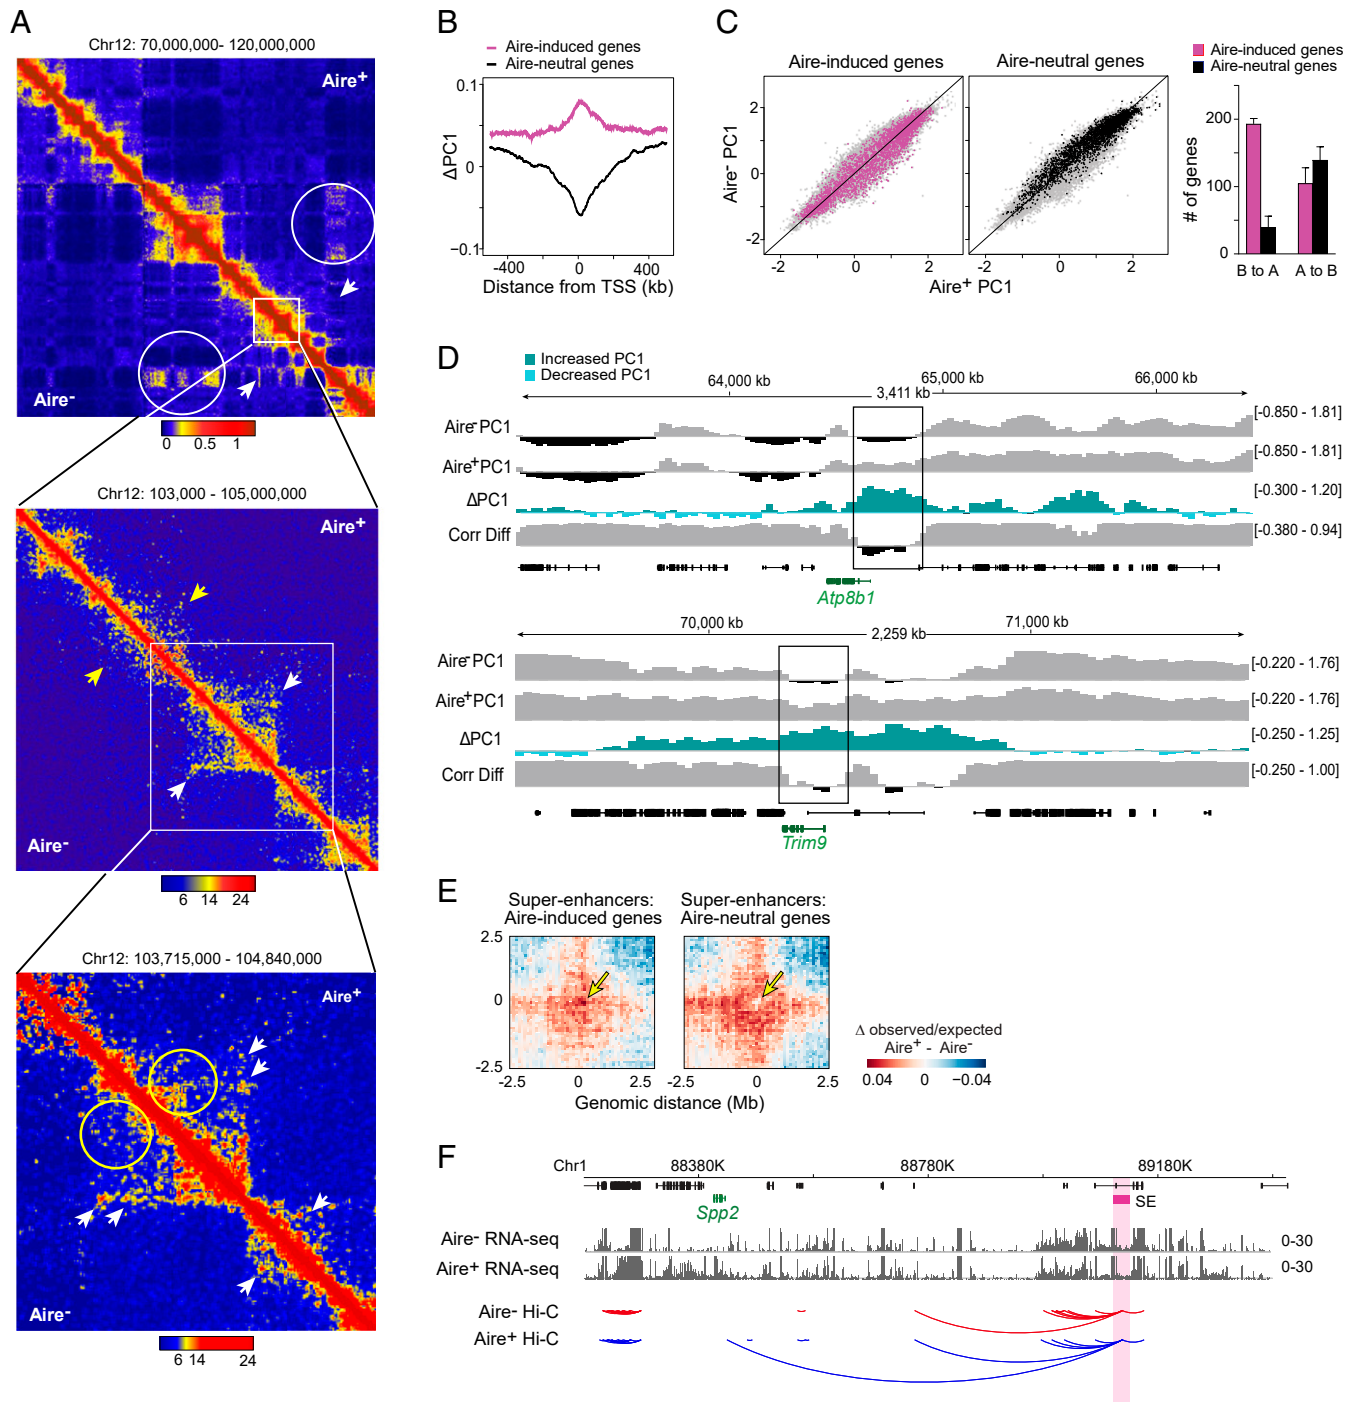 A
Chr12: 70,000,000- 120,000,000
Aire+
Aire-
0 0.5 1
Chr12: 103,000 - 105,000,000
Aire+
Aire-
6 14 24
Chr12: 103,715,000 - 104,840,000
Aire+
Aire-
6 14 24
B
Aire-induced genes
Aire-neutral genes
0.1
0
−0.1
ΔPC1
-400 0 400
Distance from TSS (kb)
C
Aire-induced genes
Aire-neutral genes
2
0
-2
Aire- PC1
-2 0 2
-2 0 2
Aire+ PC1
Aire-induced genes
Aire-neutral genes
200
100
0
# of genes
B to A A to B
D
Increased PC1
Decreased PC1
64,000 kb 65,000 kb 66,000 kb
3,411 kb
Aire-PC1 [-0.850 - 1.81]
Aire+PC1 [-0.850 - 1.81]
ΔPC1 [-0.300 - 1.20]
Corr Diff [-0.380 - 0.94]
Atp8b1
70,000 kb 71,000 kb
2,259 kb
Aire-PC1 [-0.220 - 1.76]
Aire+PC1 [-0.220 - 1.76]
ΔPC1 [-0.250 - 1.25]
Corr Diff [-0.250 - 1.00]
Trim9
E
Super-enhancers: Aire-induced genes
Super-enhancers: Aire-neutral genes
2.5
0
-2.5
-2.5 0 2.5
-2.5 0 2.5
Genomic distance (Mb)
Δ observed/expected
Aire+ - Aire-
0.04 0 −0.04
F
Chr1 88380K 88780K 89180K
Spp2
SE
Aire- RNA-seq 0-30
Aire+ RNA-seq 0-30
Aire- Hi-C
Aire+ Hi-C